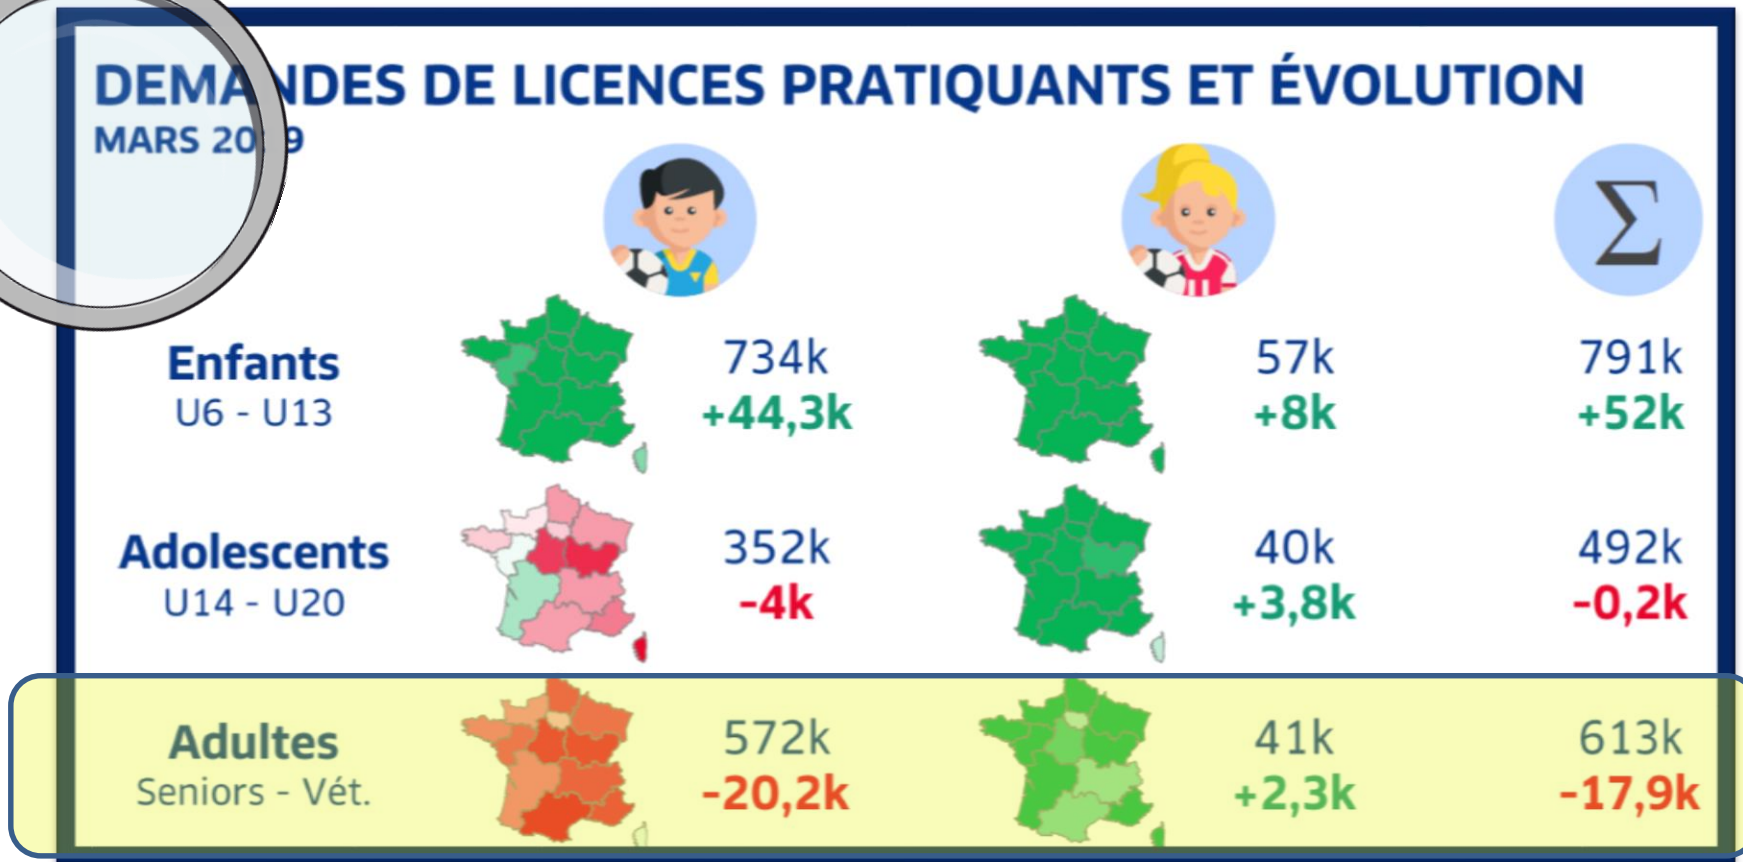 DEMANDES DE LICENCES PRATIQUANTS ET ÉVOLUTION
MARS 2019
Σ
Enfants
U6 - U13
734k
+44,3k
57k
+8k
791k
+52k
Adolescents
U14 - U20
352k
-4k
40k
+3,8k
492k
-0,2k
Adultes
Seniors - Vét.
572k
-20,2k
41k
+2,3k
613k
-17,9k